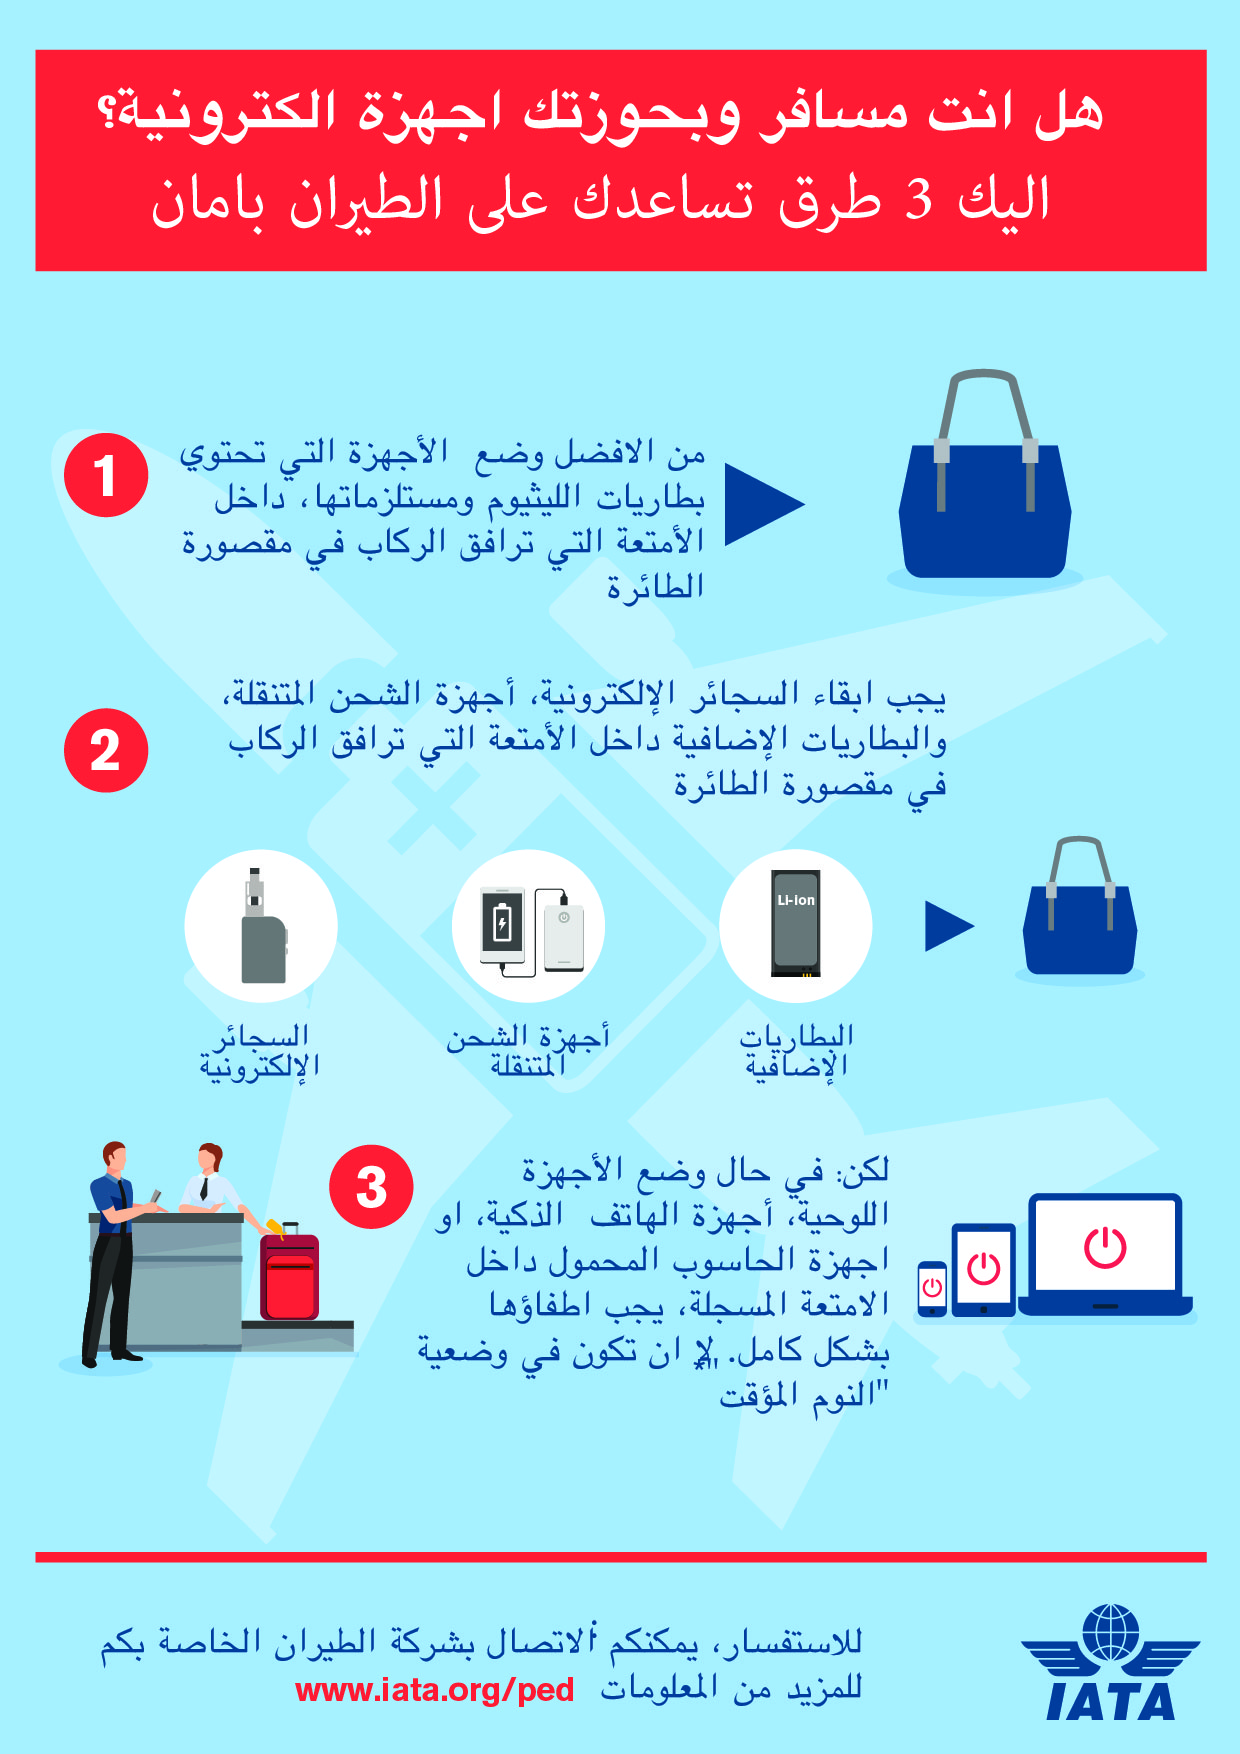 هل انت مسافر وبحوزتك اجهزة الكترونية؟
اليك 3 طرق تساعدك على الطيران بامان
1
من الافضل وضع الأجهزة التي تحتوي
بطاريات الليثيوم ومستلزماتها، داخل
الأمتعة التي ترافق الركاب في مقصورة
الطائرة
2
يجب ابقاء السجائر الإلكترونية، أجهزة الشحن المتنقلة،
والبطاريات الإضافية داخل الأمتعة التي ترافق الركاب
في مقصورة الطائرة
Li-ion
البطاريات
الإضافية
أجهزة الشحن
المتنقلة
السجائر
الإلكترونية
3
لكن: في حال وضع الأجهزة
اللوحية، أجهزة الهاتف الذكية، او
اجهزة الحاسوب المحمول داخل
الامتعة المسجلة، يجب اطفاؤها
بشكل كامل. لا ان تكون في وضعية
"النوم المؤقت"*
للاستفسار، يمكنكم ألاتصال بشركة الطيران الخاصة بكم
للمزيد من المعلومات www.iata.org/ped
IATA